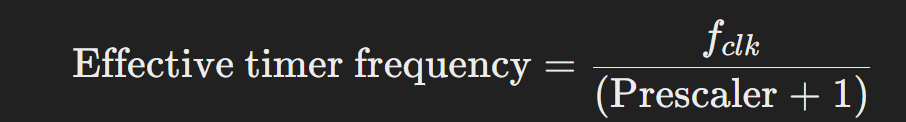 Effective timer frequency = f_clk / (Prescaler + 1)